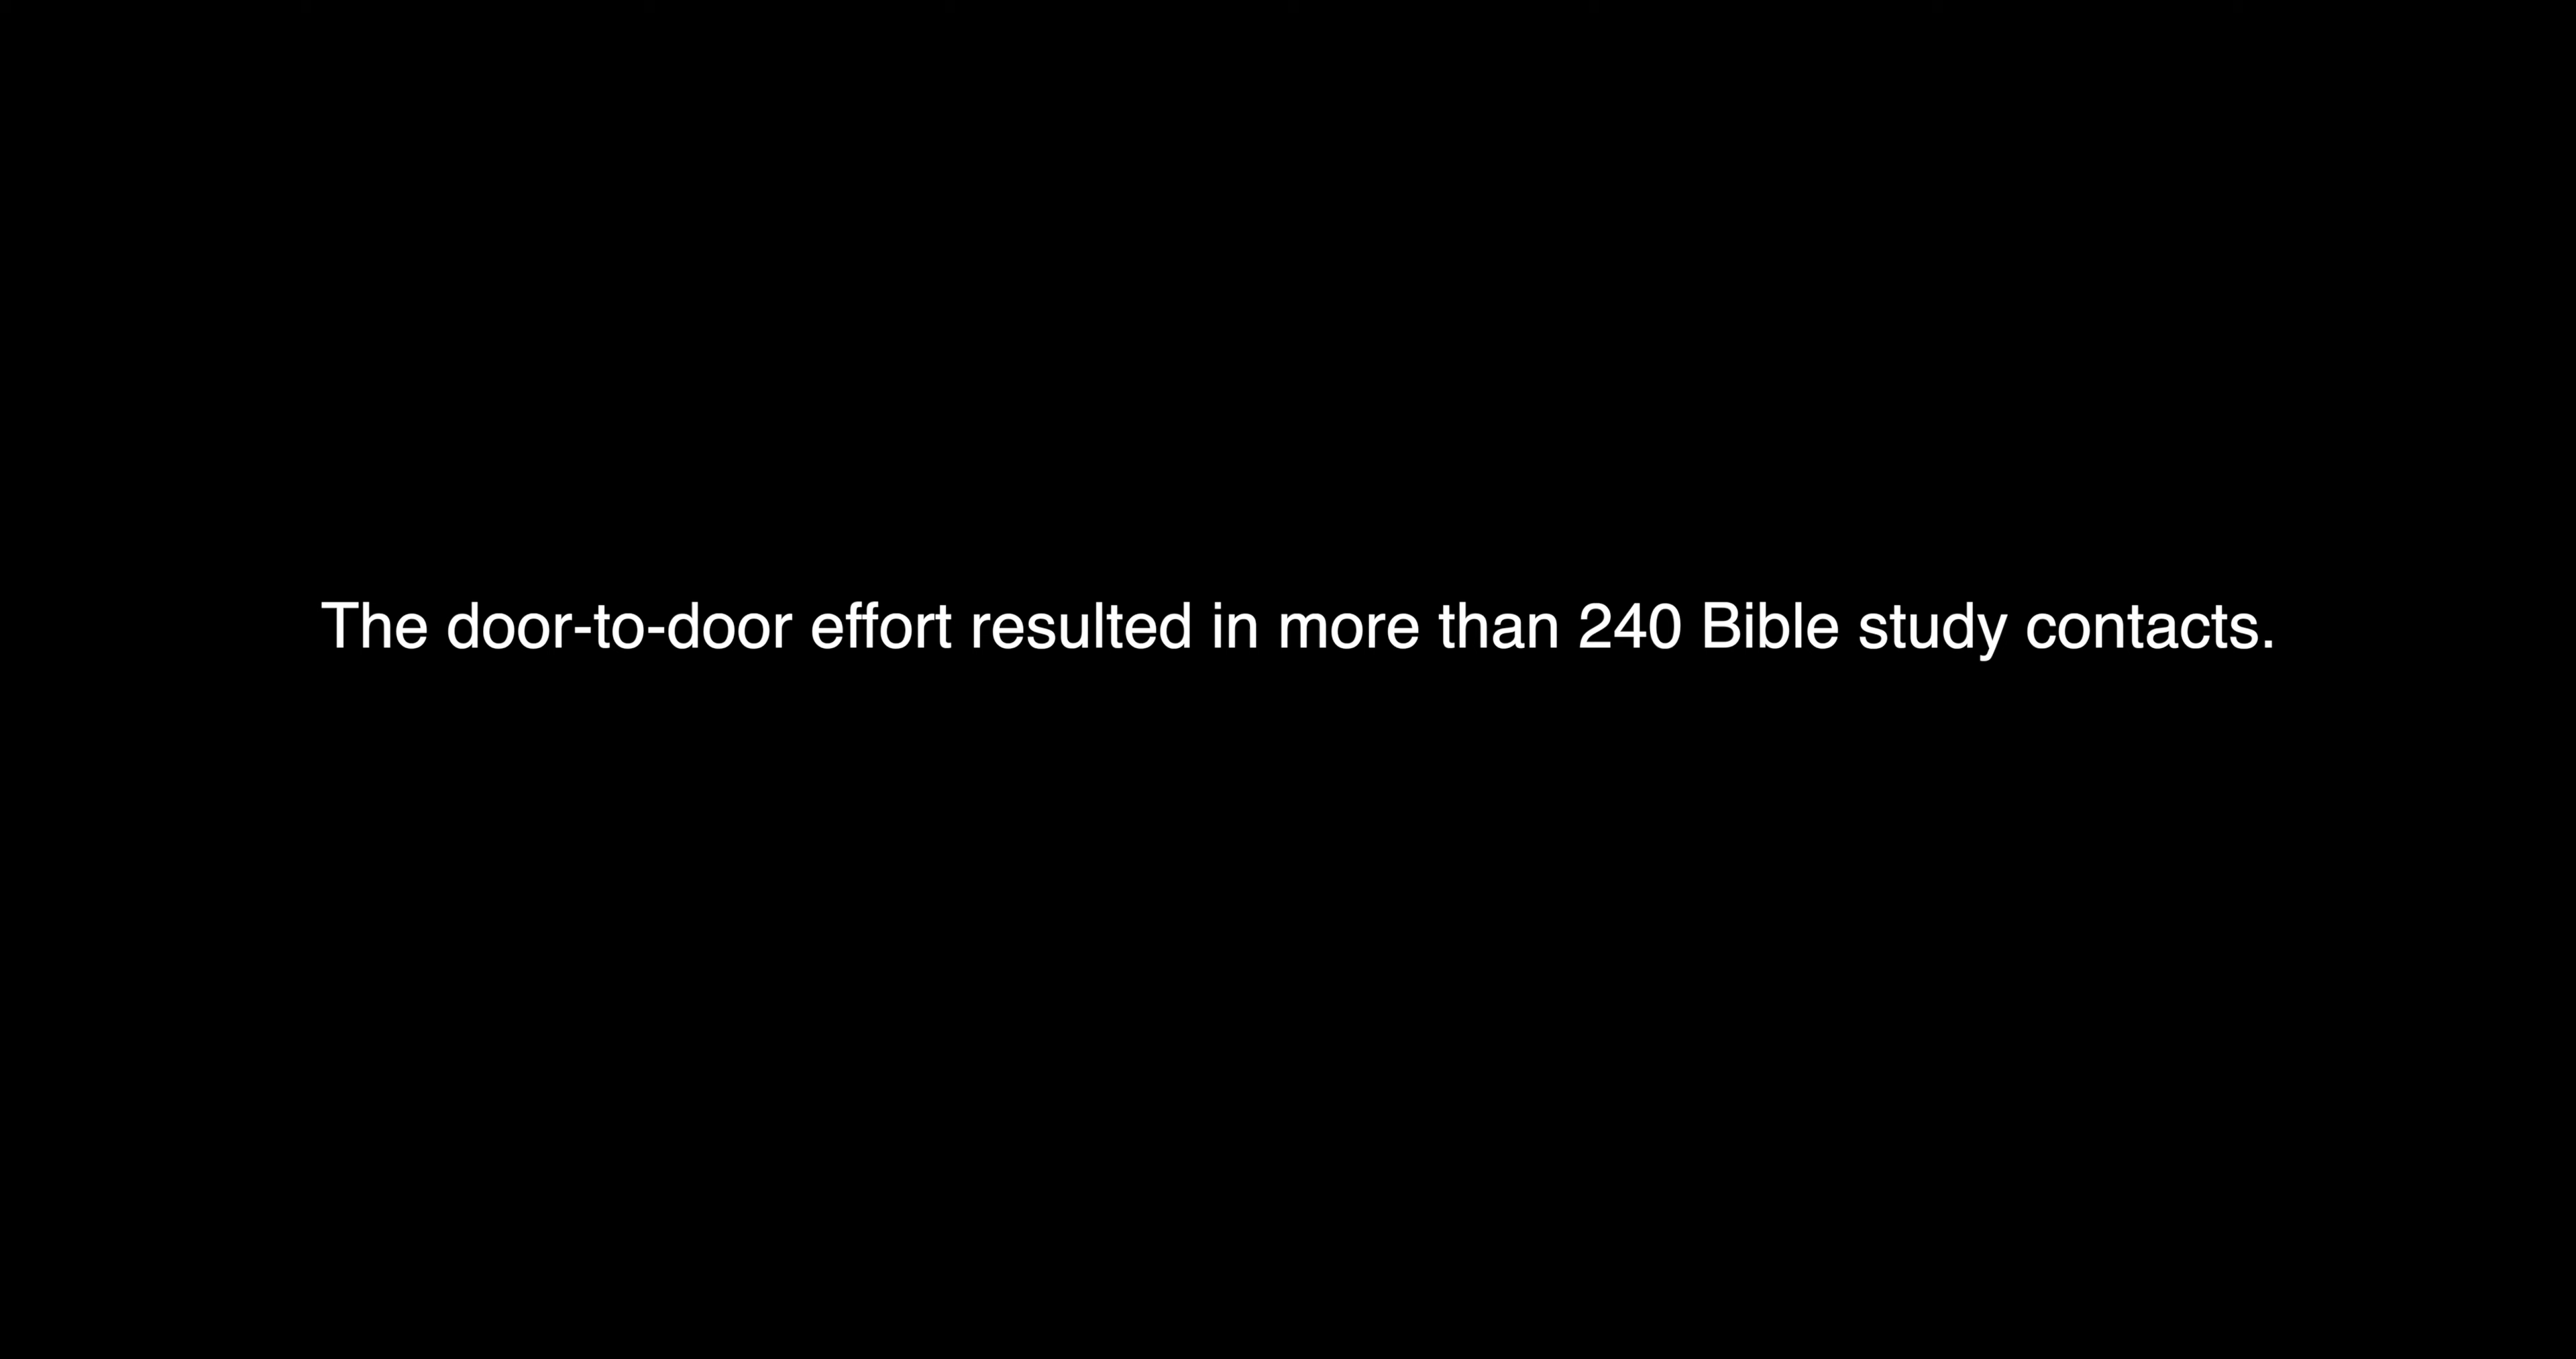 The door-to-door effort resulted in more than 240 Bible study contacts.